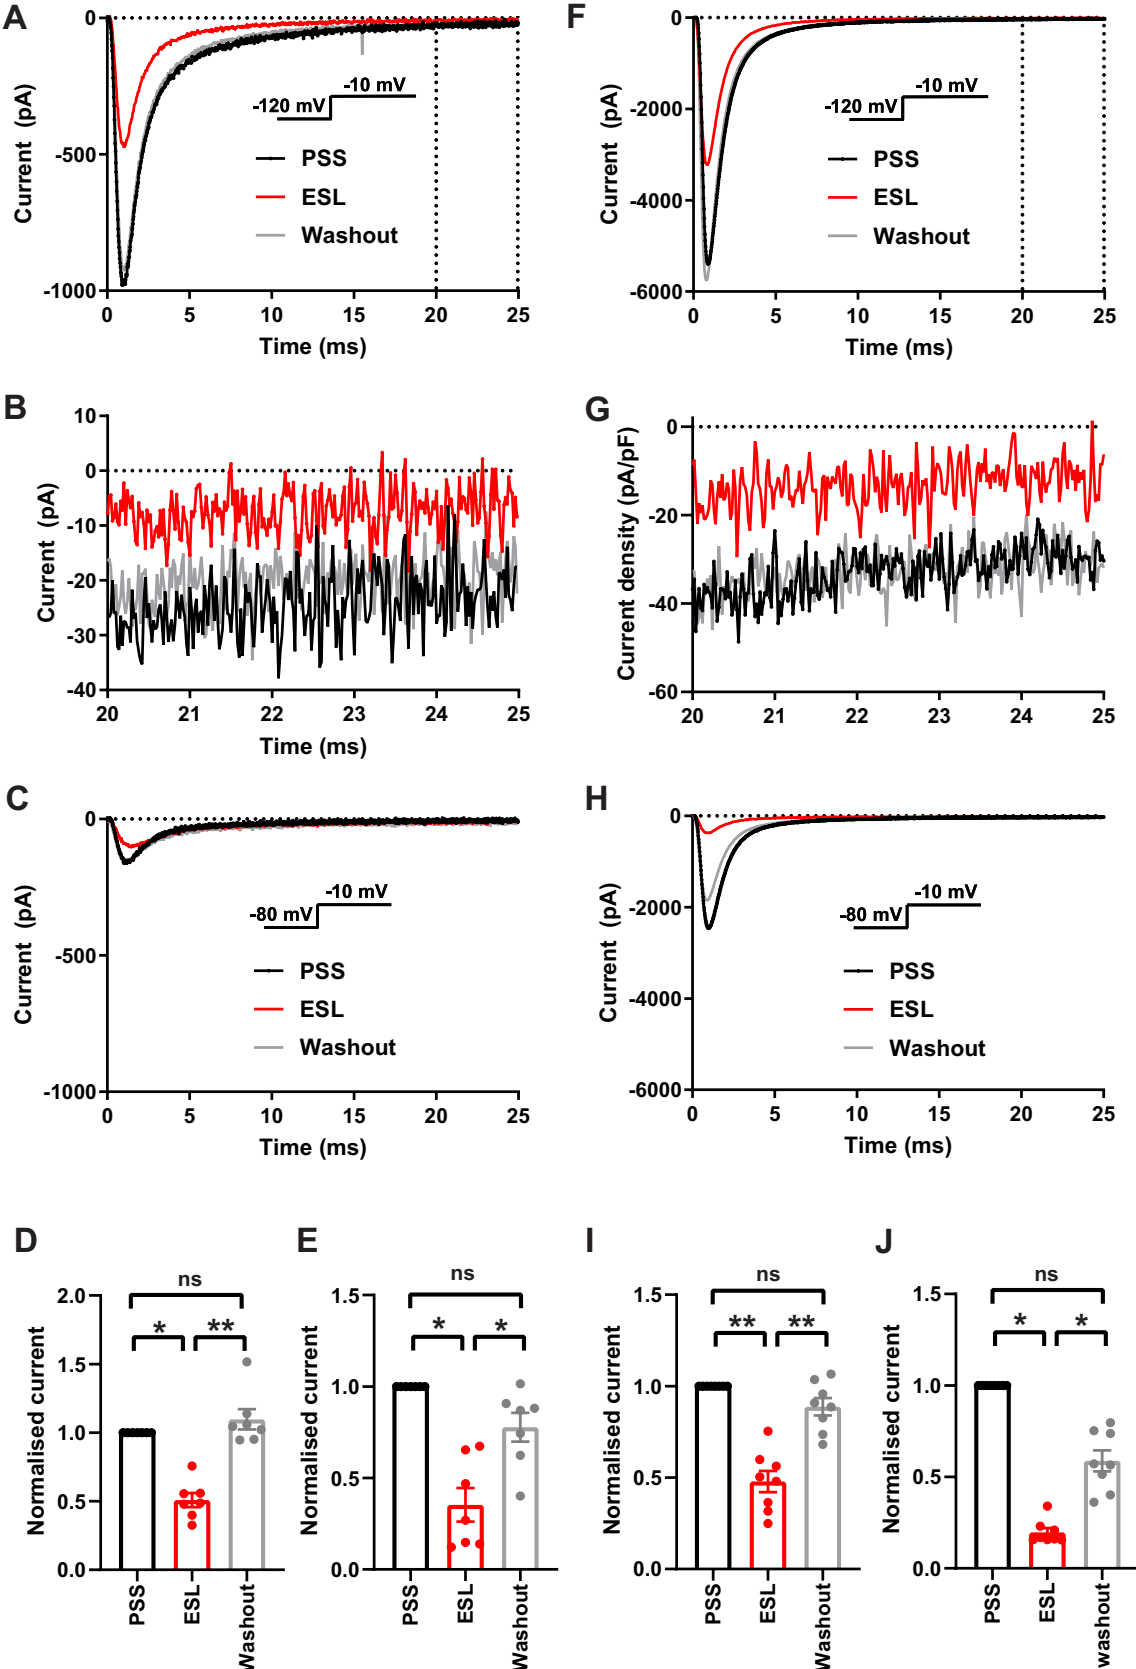 A
0
-500
-1000
Current (pA)
-120 mV
-10 mV
PSS
ESL
Washout
0 5 10 15 20 25
Time (ms)
F
0
-2000
-4000
-6000
Current (pA)
-120 mV
-10 mV
PSS
ESL
Washout
0 5 10 15 20 25
Time (ms)
B
10
0
-10
-20
-30
-40
Current (pA)
20 21 22 23 24 25
Time (ms)
G
0
-20
-40
-60
Current density (pA/pF)
20 21 22 23 24 25
C
0
-500
-1000
Current (pA)
-80 mV
-10 mV
PSS
ESL
Washout
0 5 10 15 20 25
Time (ms)
H
0
-2000
-4000
-6000
Current (pA)
-80 mV
-10 mV
PSS
ESL
Washout
0 5 10 15 20 25
Time (ms)
D
2.0
1.5
1.0
0.5
0.0
Normalised current
ns
* **
PSS ESL Washout
E
1.5
1.0
0.5
0.0
Normalised current
ns
* *
PSS ESL Washout
I
1.5
1.0
0.5
0.0
Normalised current
ns
** **
PSS ESL Washout
J
1.5
1.0
0.5
0.0
Normalised current
ns
* *
PSS ESL washout